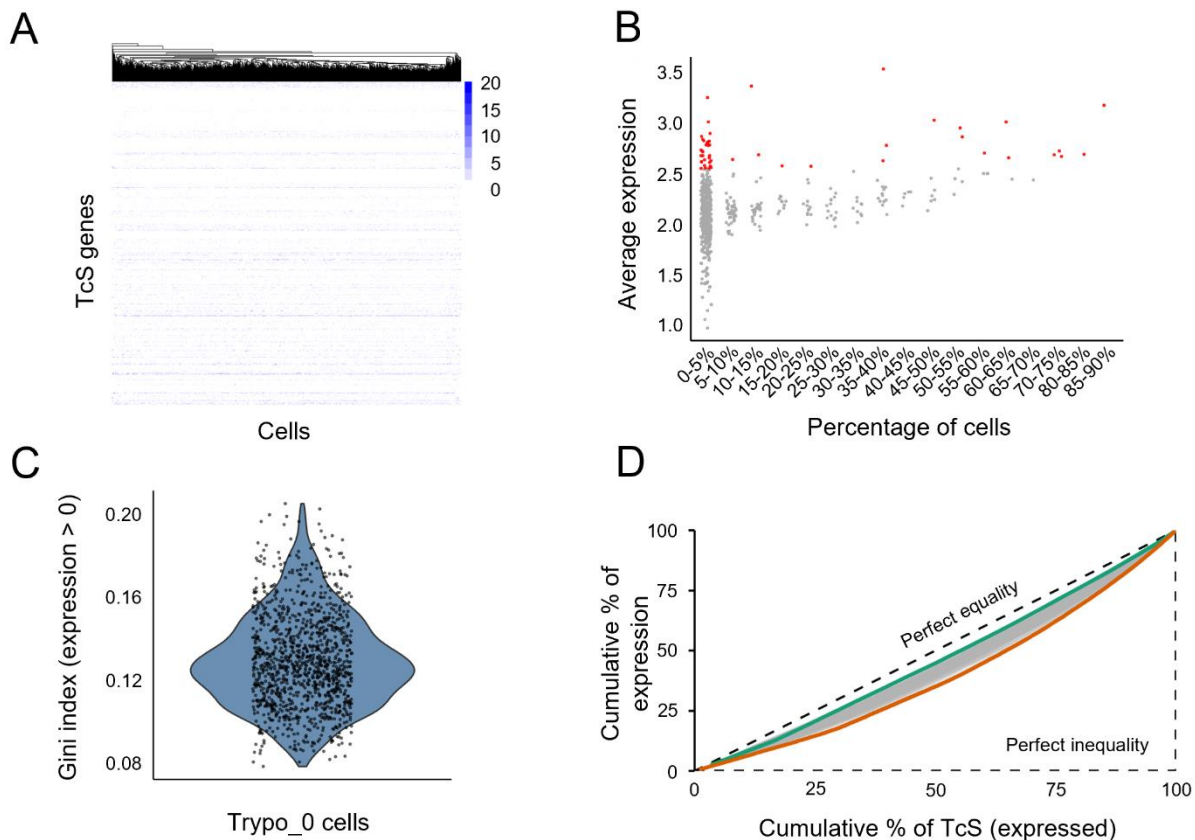 A
20
15
10
5
0
TcS genes
Cells
B
Average expression
3.5
3.0
2.5
2.0
1.5
1.0
0-5%
5-10%
10-15%
15-20%
20-25%
25-30%
30-35%
35-40%
40-45%
45-50%
50-55%
55-60%
60-65%
65-70%
70-75%
80-85%
85-90%
Percentage of cells
C
Gini index (expression > 0)
0.20
0.16
0.12
0.08
Trypo_0 cells
D
Cumulative % of
expression
100
75
50
25
0
Perfect equality
Perfect inequality
0
25
50
75
100
Cumulative % of TcS (expressed)